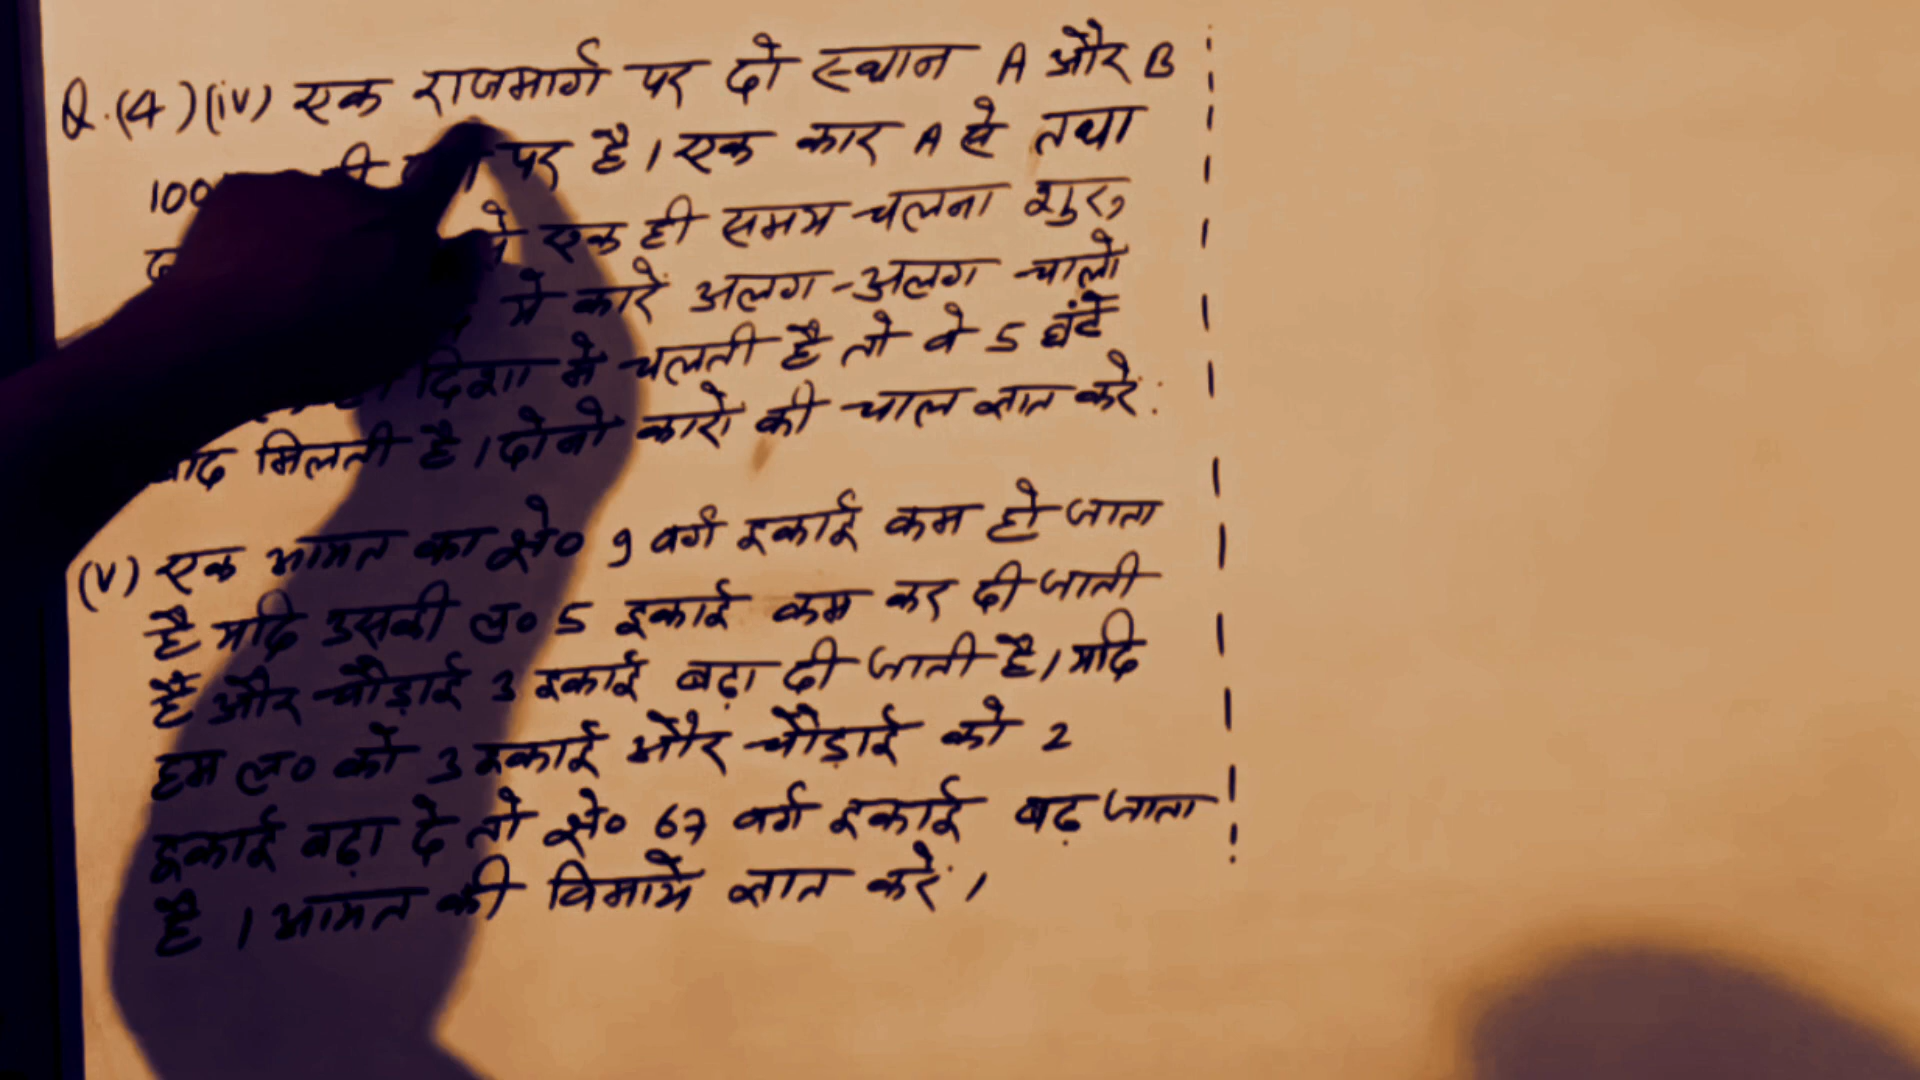 Q.(4)(iv) एक राजमार्ग पर दो स्थान A और B
100 पर है। एक कार A से तथा
एक ही समय चलना शुरु
ये कारे अलग-अलग चालो
दिशा मे चलती है तो वे 5 घंटे
बाद मिलती है। दोनो कारो की चाल ज्ञात करे.
(v) एक आयत का क्षे० 9 वर्ग इकाई कम हो जाता
है यदि उसकी ल० 5 इकाई कम कर दी जाती
है और चौड़ाई 3 इकाई बढ़ा दी जाती है। यदि
हम ल० को 3 इकाई और चौड़ाई को 2
इकाई बढ़ा दे तो क्षे० 67 वर्ग इकाई बढ़ जाता
है। आयत की विमाये ज्ञात करे।